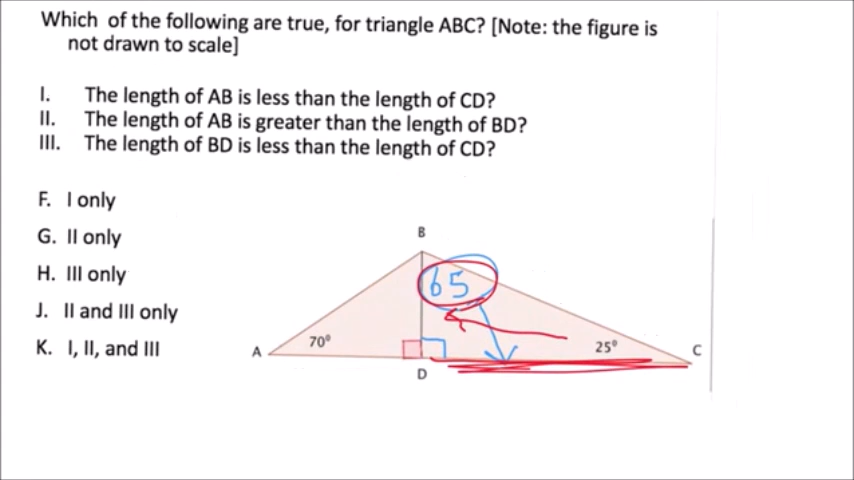 Which of the following are true, for triangle ABC? [Note: the figure is
not drawn to scale]
I. The length of AB is less than the length of CD?
II. The length of AB is greater than the length of BD?
III. The length of BD is less than the length of CD?
F. I only
G. II only
H. III only
J. II and III only
K. I, II, and III
B
65
70⁰
25⁰
A
C
D